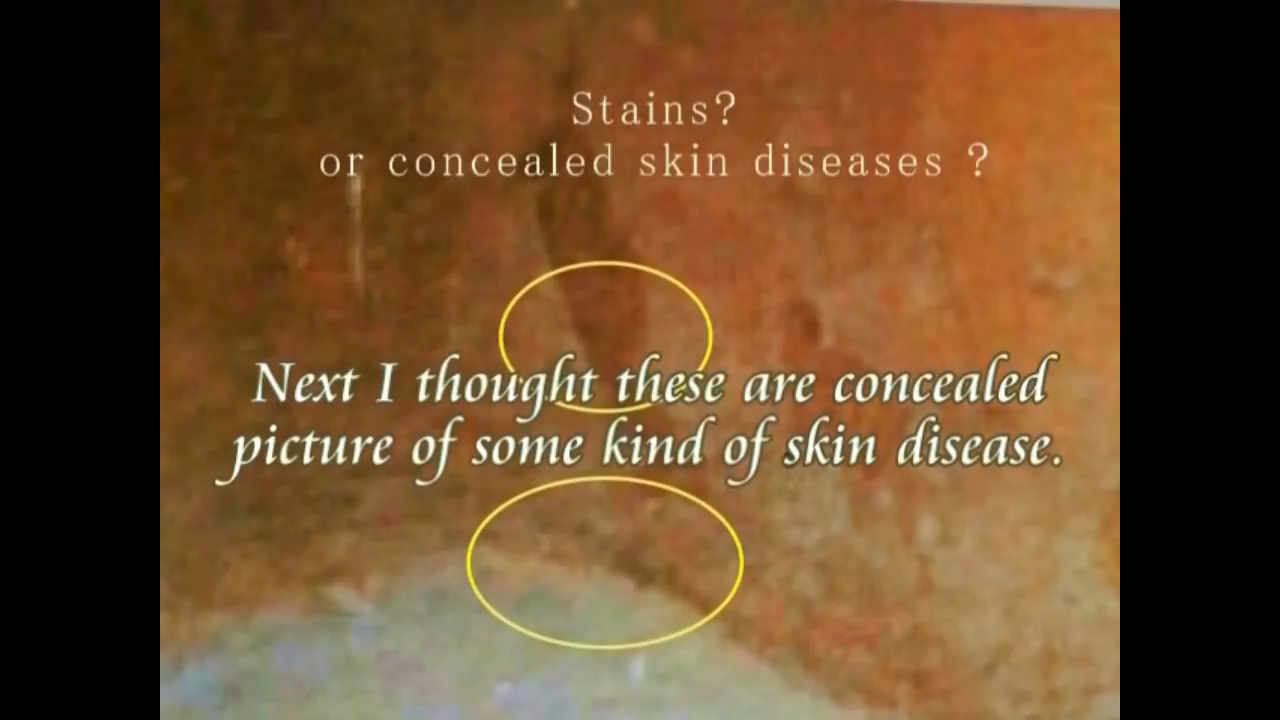 Stains?
or concealed skin diseases ?
Next I thought these are concealed
picture of some kind of skin disease.